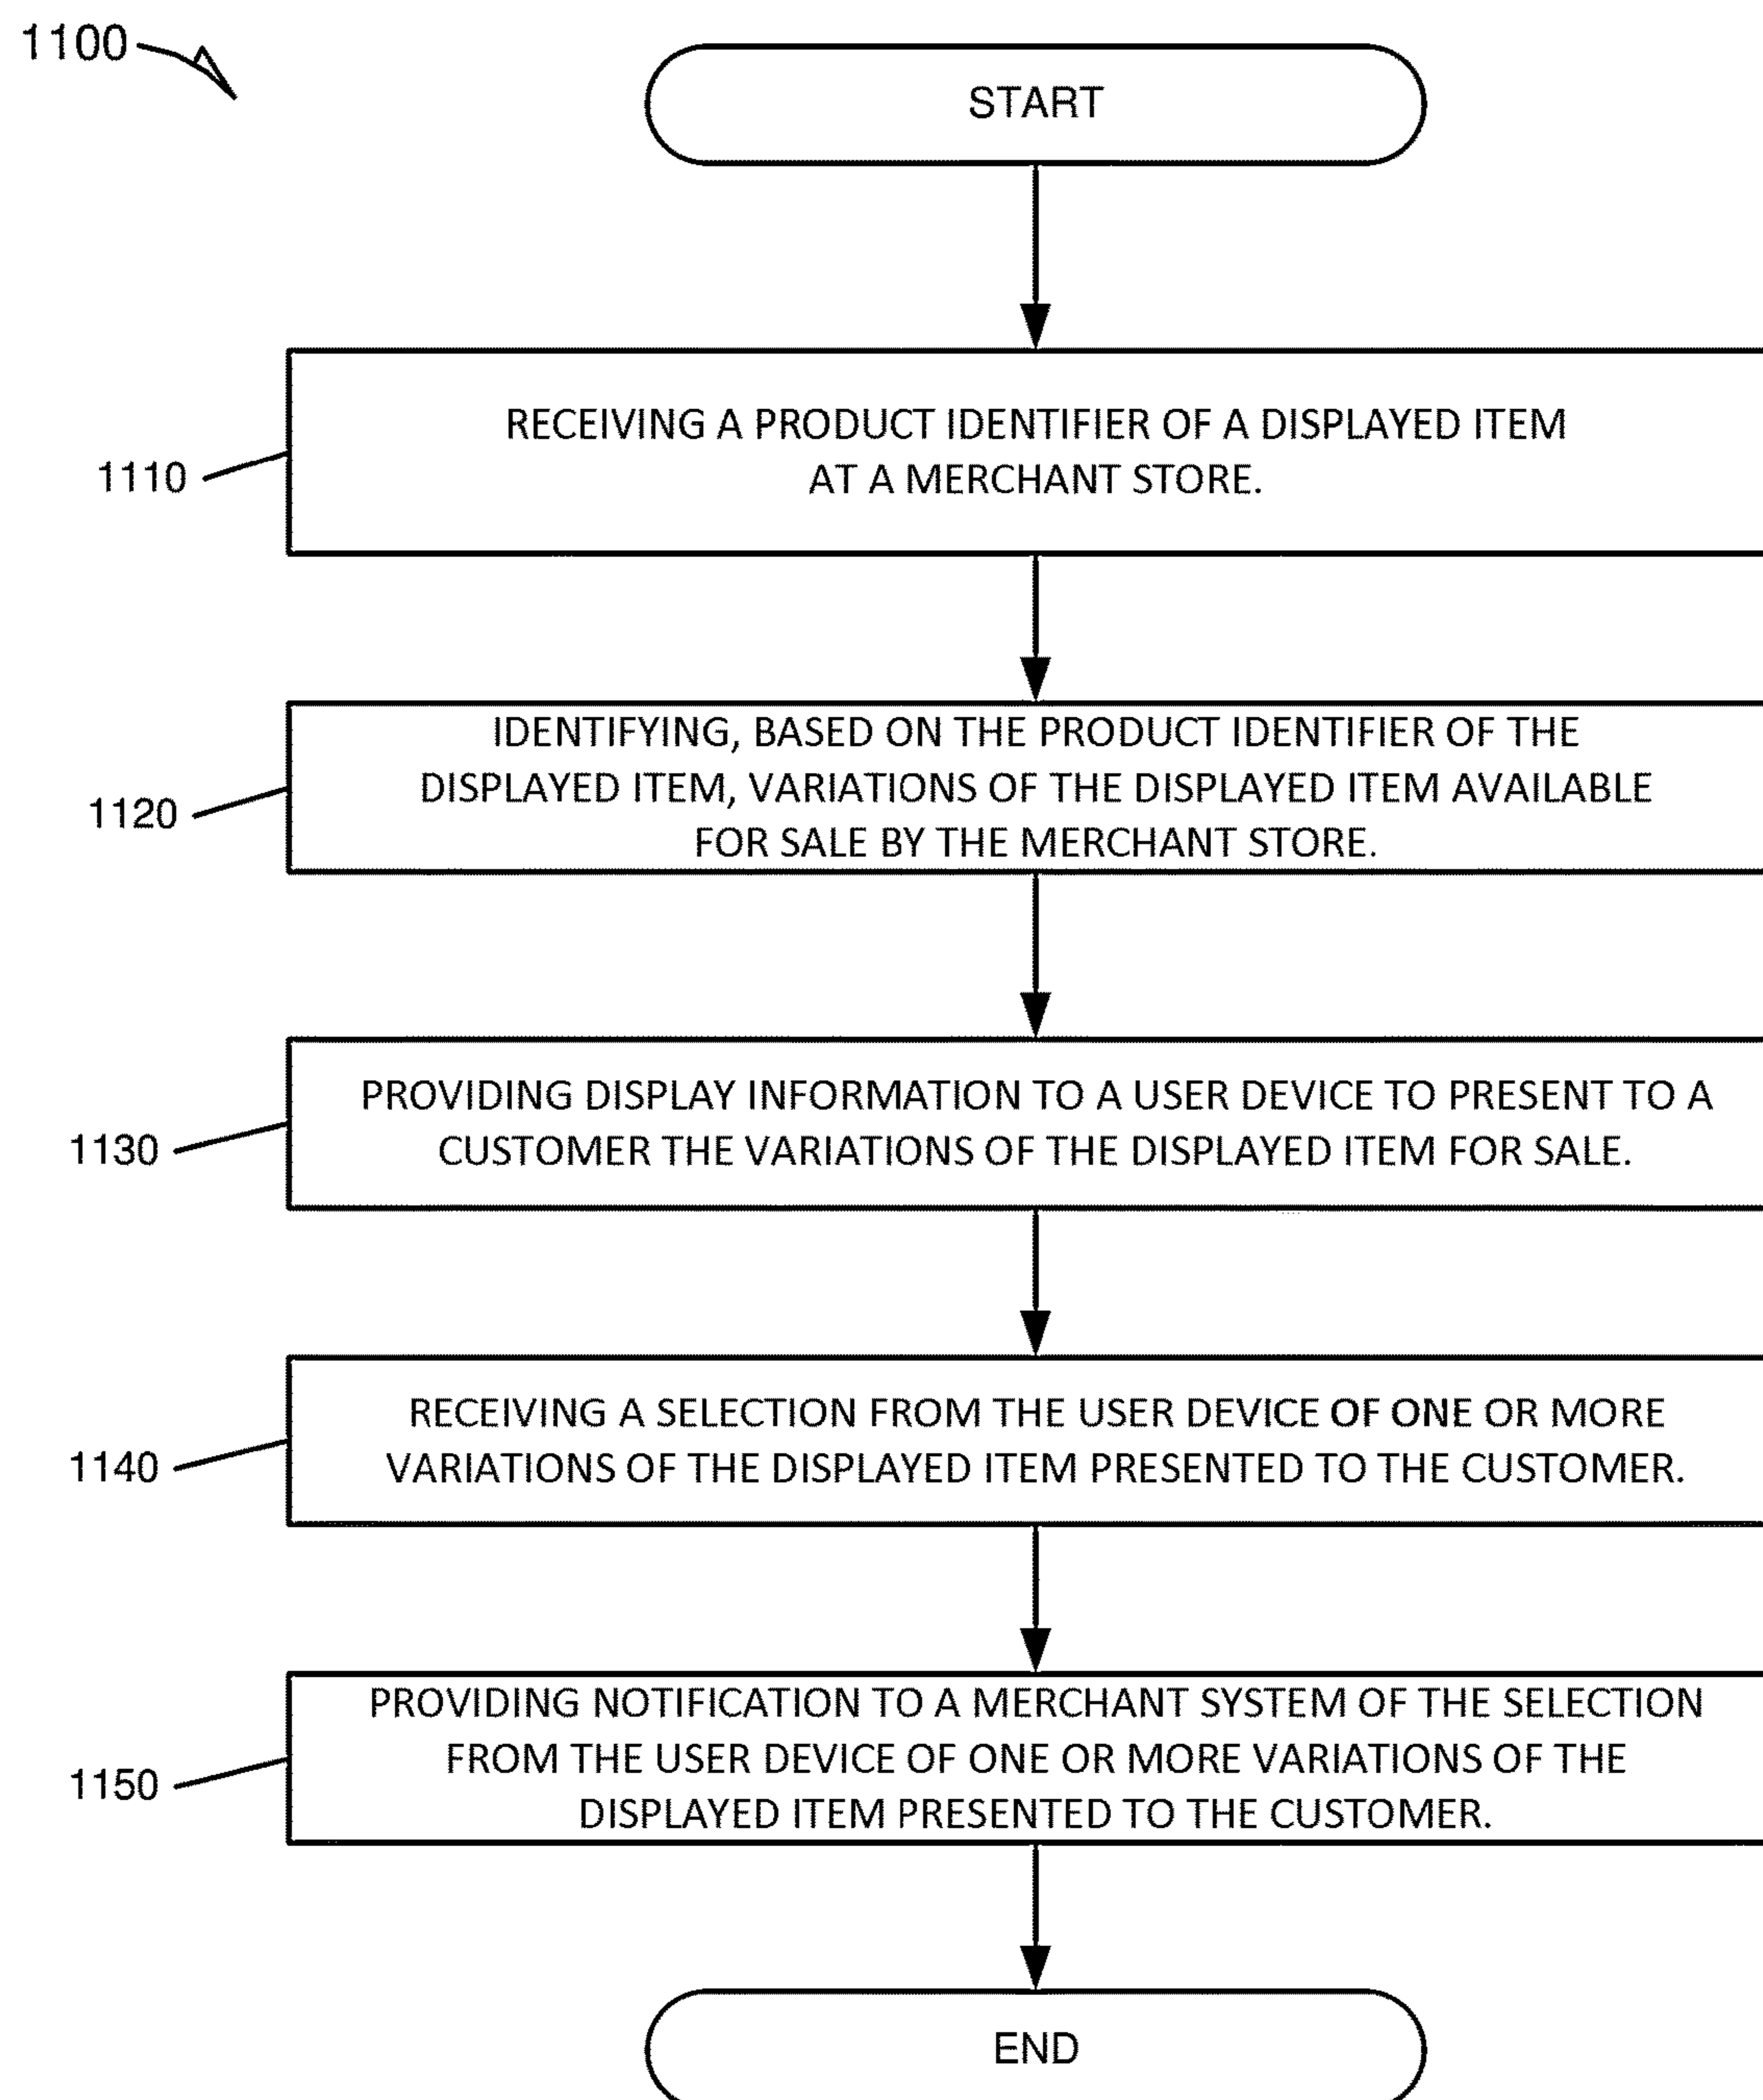 1100
START
RECEIVING A PRODUCT IDENTIFIER OF A DISPLAYED ITEM
AT A MERCHANT STORE.
1110
IDENTIFYING, BASED ON THE PRODUCT IDENTIFIER OF THE
DISPLAYED ITEM, VARIATIONS OF THE DISPLAYED ITEM AVAILABLE
FOR SALE BY THE MERCHANT STORE.
1120
PROVIDING DISPLAY INFORMATION TO A USER DEVICE TO PRESENT TO A
CUSTOMER THE VARIATIONS OF THE DISPLAYED ITEM FOR SALE.
1130
RECEIVING A SELECTION FROM THE USER DEVICE OF ONE OR MORE
VARIATIONS OF THE DISPLAYED ITEM PRESENTED TO THE CUSTOMER.
1140
PROVIDING NOTIFICATION TO A MERCHANT SYSTEM OF THE SELECTION
FROM THE USER DEVICE OF ONE OR MORE VARIATIONS OF THE
DISPLAYED ITEM PRESENTED TO THE CUSTOMER.
1150
END